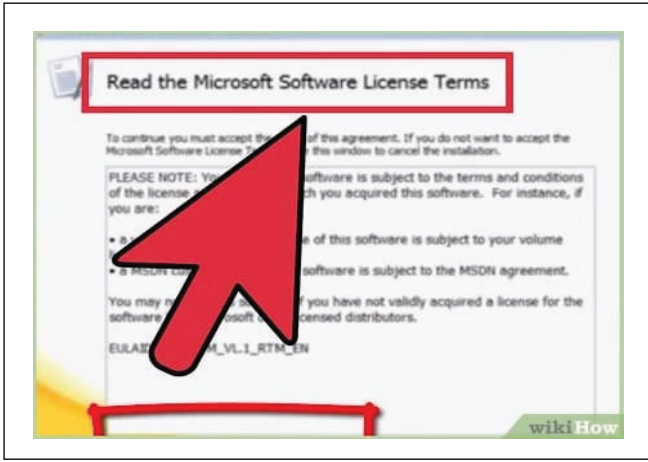 Read the Microsoft Software License Terms
To continue you must accept the of this agreement. If you do not want to accept the
Microsoft Software License this window to cancel the installation.
PLEASE NOTE: software is subject to the terms and conditions
of the license you acquired this software. For instance, if
you are:
• a of this software is subject to your volume
• a MSDN software is subject to the MSDN agreement.
You may if you have not validly acquired a license for the
software distributors.
wikiHow